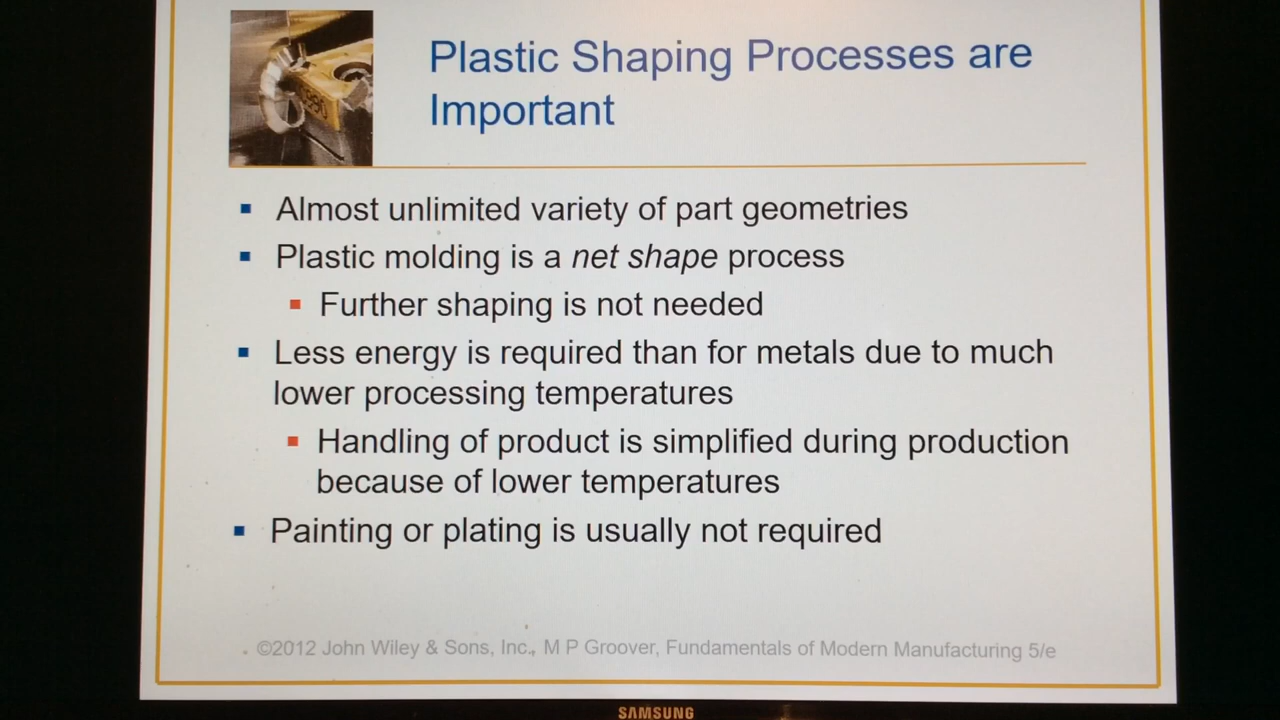 Plastic Shaping Processes are
Important
▪ Almost unlimited variety of part geometries
▪ Plastic molding is a net shape process
▪ Further shaping is not needed
▪ Less energy is required than for metals due to much
lower processing temperatures
▪ Handling of product is simplified during production
because of lower temperatures
▪ Painting or plating is usually not required
©2012 John Wiley & Sons, Inc., M P Groover, Fundamentals of Modern Manufacturing 5/e
SAMSUNG